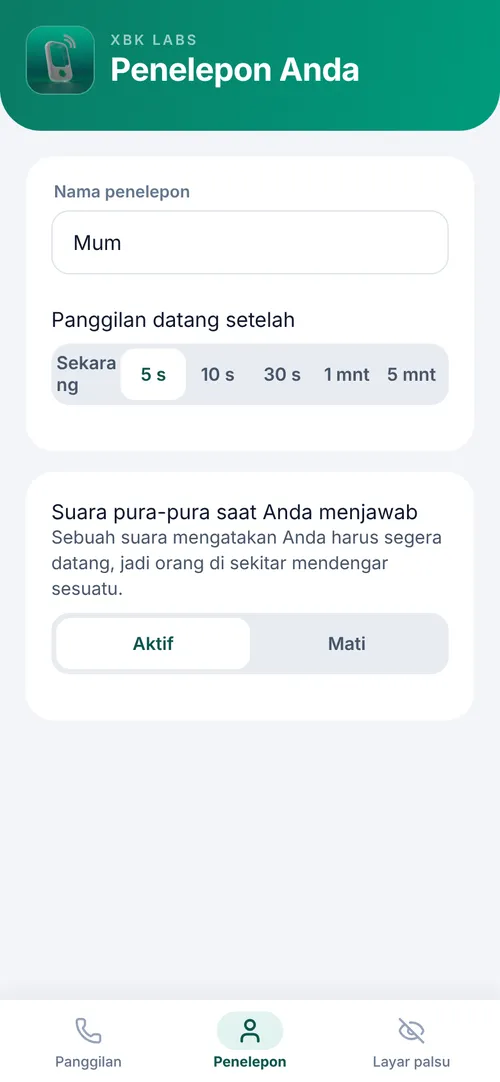 XBK LABS
Penelepon Anda
Nama penelepon
Mum
Panggilan datang setelah
Sekara
ng
5 s
10 s
30 s
1 mnt
5 mnt
Suara pura-pura saat Anda menjawab
Sebuah suara mengatakan Anda harus segera
datang, jadi orang di sekitar mendengar
sesuatu.
Aktif
Mati
Panggilan
Penelepon
Layar palsu